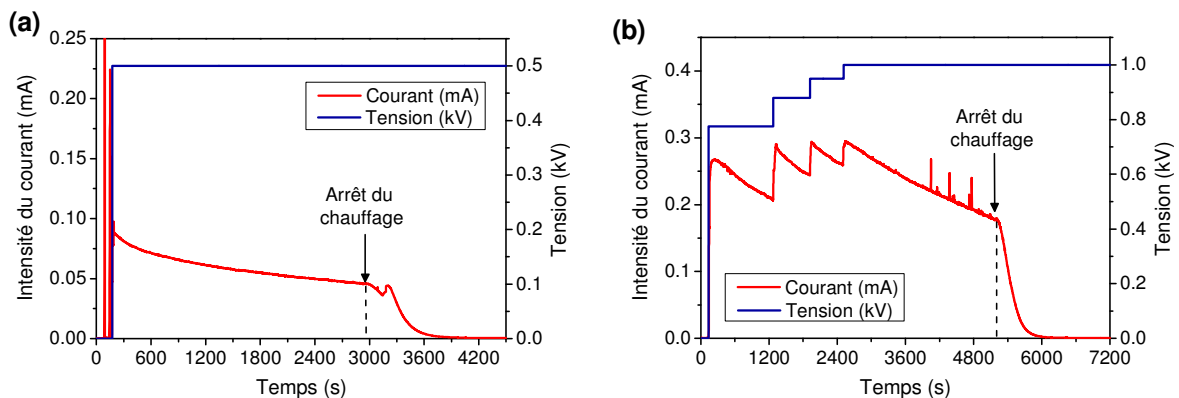 (a)
0.25
0.20
0.15
0.10
0.05
0.00
Intensité du courant (mA)
0 600 1200 1800 2400 3000 3600 4200
Temps (s)
0.5
0.4
0.3
0.2
0.1
0.0
Tension (kV)
Courant (mA)
Tension (kV)
Arrêt du
chauffage
(b)
0.4
0.3
0.2
0.1
0.0
Intensité du courant (mA)
0 1200 2400 3600 4800 6000 7200
Temps (s)
1.0
0.8
0.6
0.4
0.2
0.0
Tension (kV)
Arrêt du
chauffage
Courant (mA)
Tension (kV)